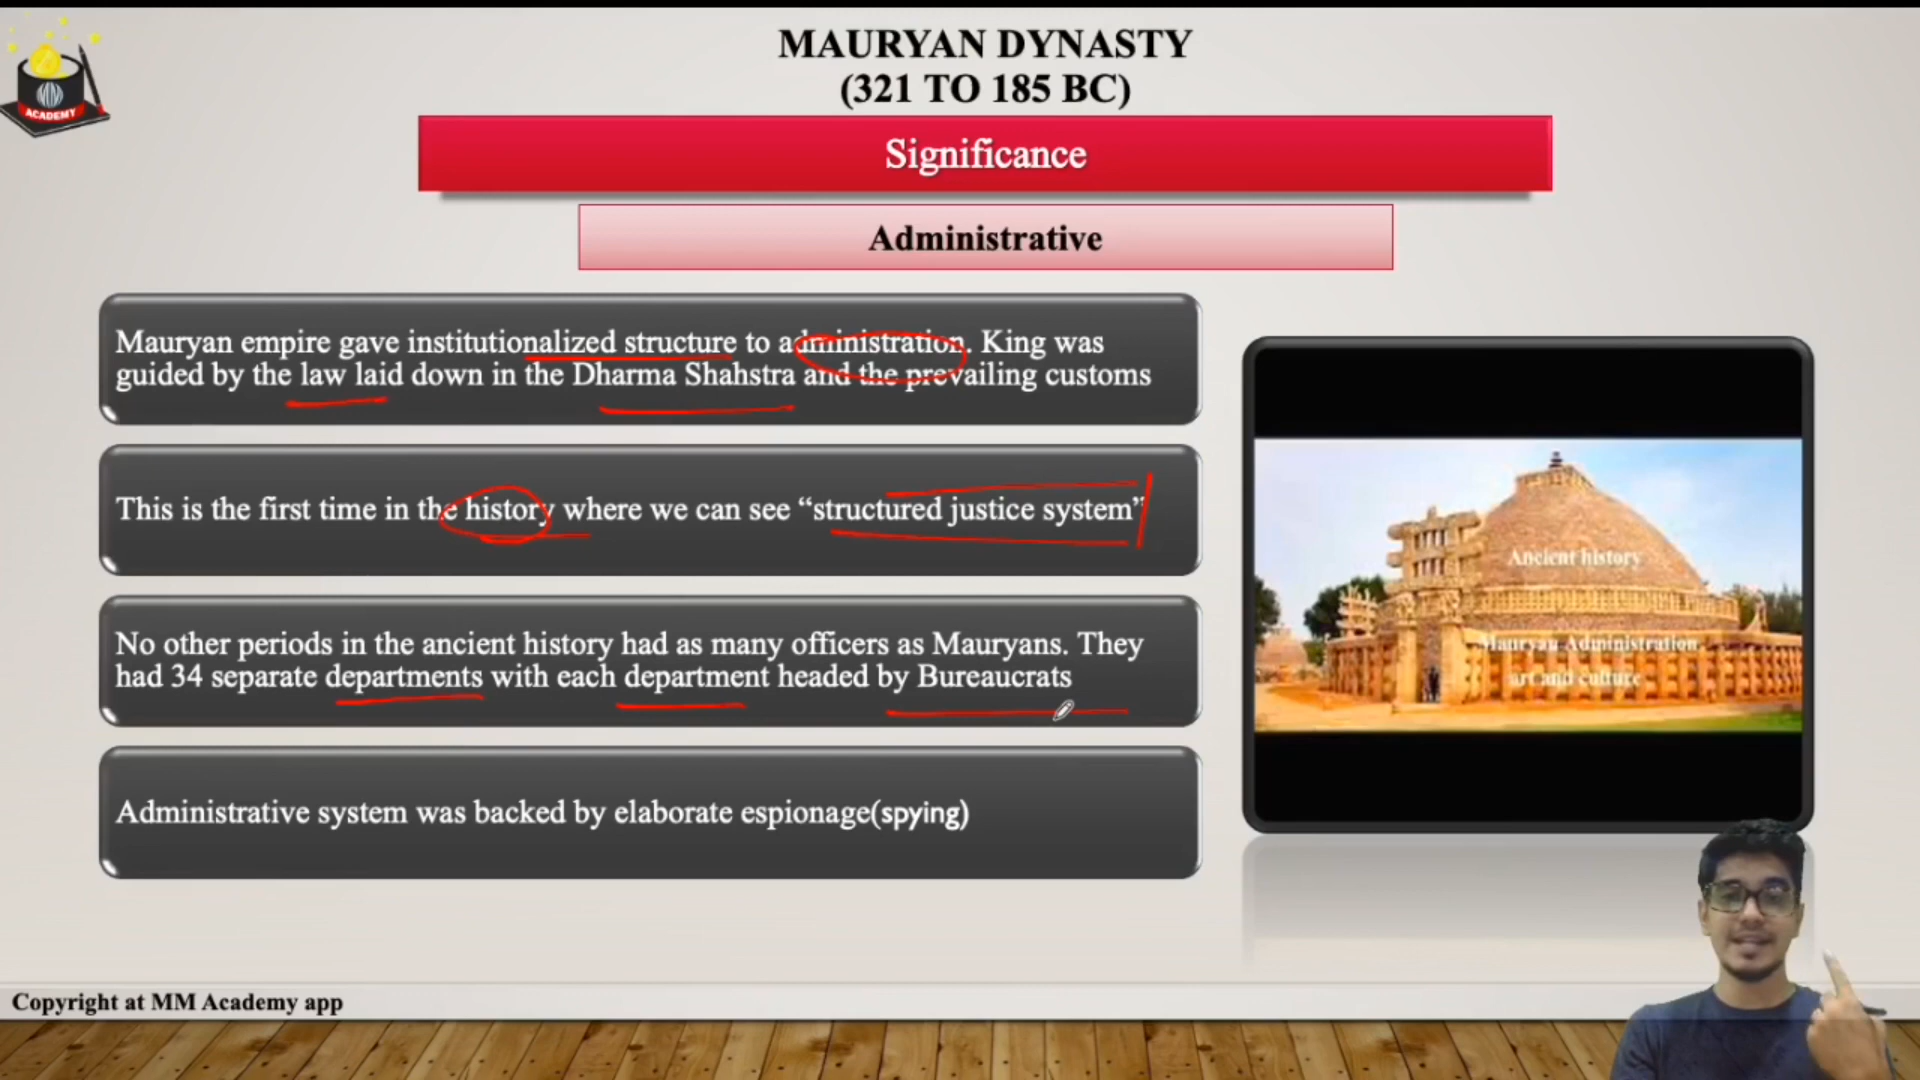 MAURYAN DYNASTY
(321 TO 185 BC)
ACADEMY
Significance
Administrative
Mauryan empire gave institutionalized structure to administration. King was
guided by the law laid down in the Dharma Shahstra and the prevailing customs
This is the first time in the history where we can see “structured justice system”
No other periods in the ancient history had as many officers as Mauryans. They
had 34 separate departments with each department headed by Bureaucrats
Administrative system was backed by elaborate espionage(spying)
Ancient history
Mauryan Administration
art and culture
Copyright at MM Academy app